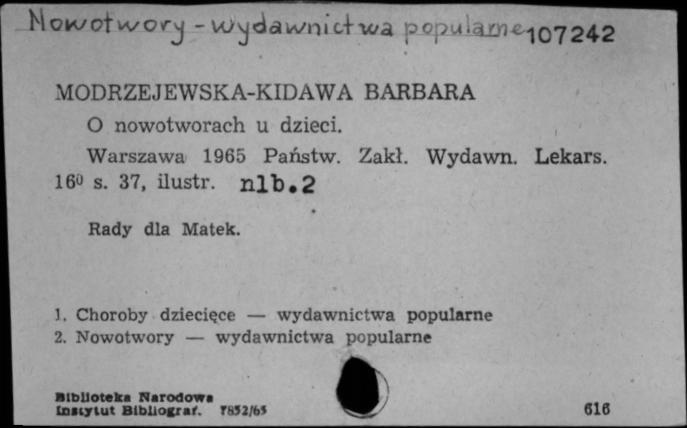 Nowotwory - wydawnictwa popularne 107242
MODRZEJEWSKA-KIDAWA BARBARA
O nowotworach u dzieci.
Warszawa 1965 Państw. Zakł. Wydawn. Lekars.
16⁰ s. 37, ilustr. nlb.2
Rady dla Matek.
1. Choroby dziecięce — wydawnictwa popularne
2. Nowotwory — wydawnictwa popularne
Biblioteka Narodowa
Instytut Bibliograf. T852/65 616